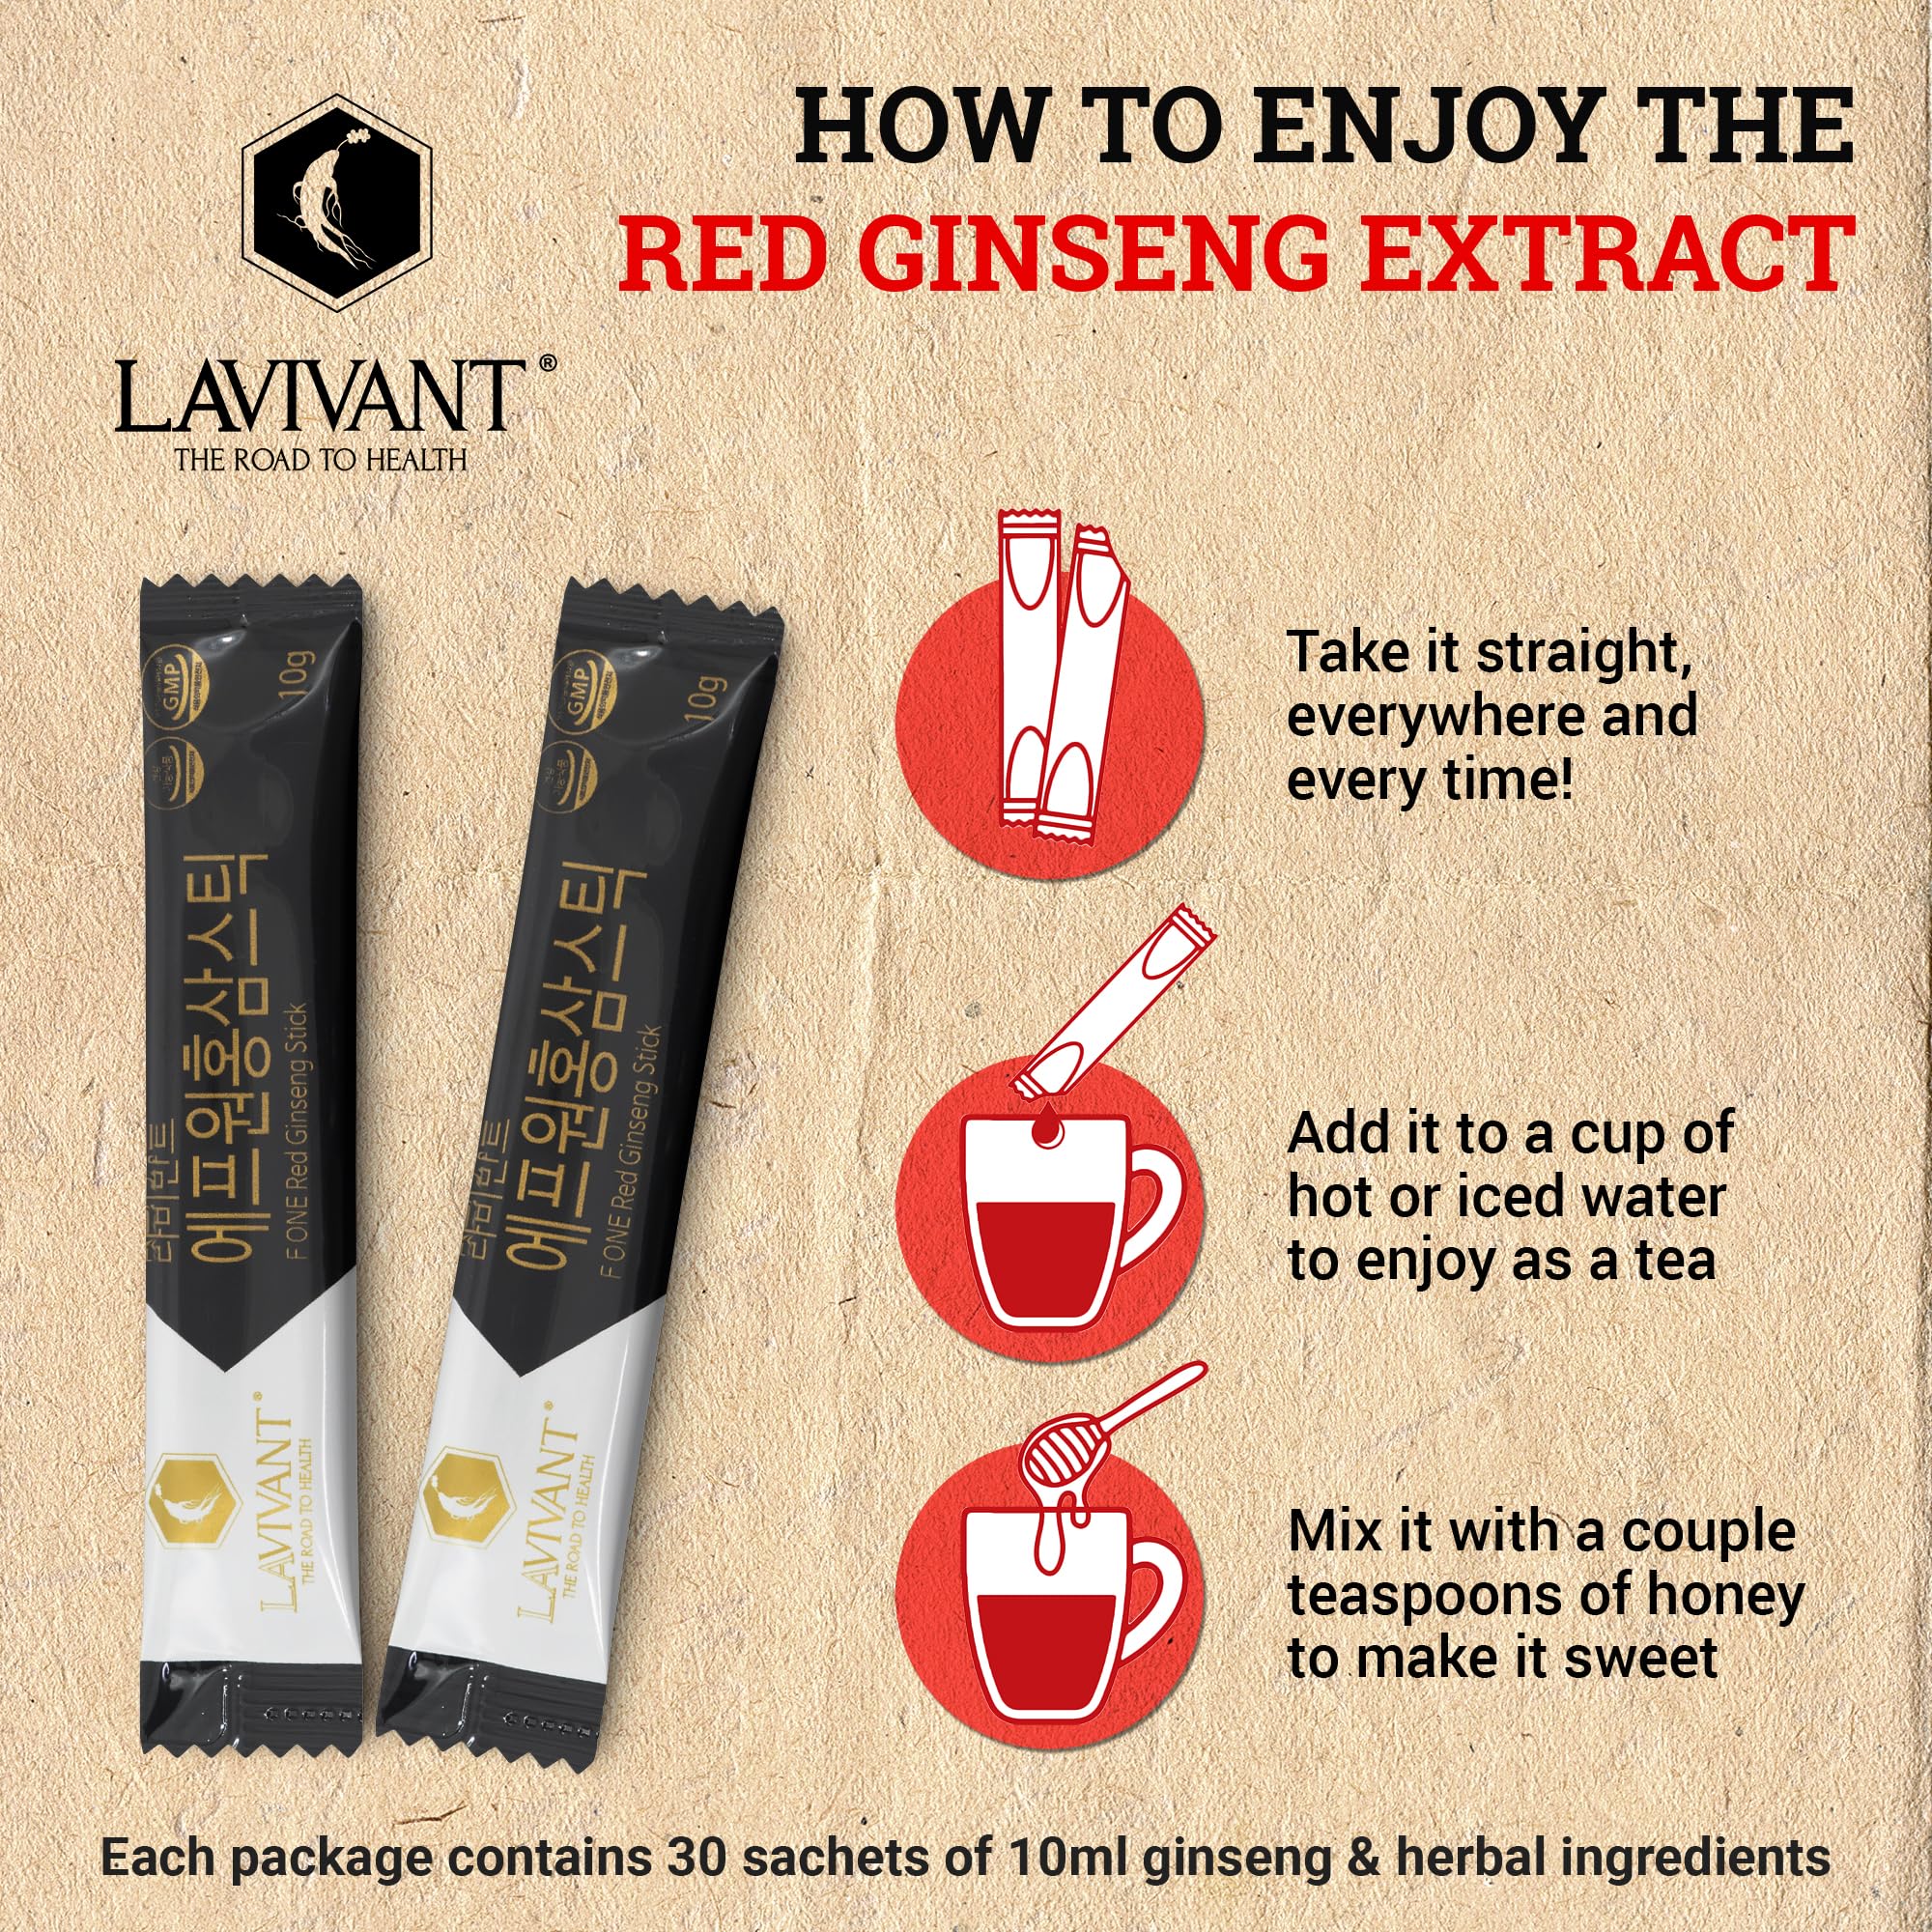 HOW TO ENJOY THE
RED GINSENG EXTRACT
LAVIVANT®
THE ROAD TO HEALTH
Take it straight,
everywhere and
every time!
Add it to a cup of
hot or iced water
to enjoy as a tea
Mix it with a couple
teaspoons of honey
to make it sweet
GMP
10g
에프원홍삼스틱
F ONE Red Ginseng Stick
LAVIVANT®
THE ROAD TO HEALTH
GMP
10g
라비반트
에프원홍삼스틱
F ONE Red Ginseng Stick
LAVIVANT®
THE ROAD TO HEALTH
Each package contains 30 sachets of 10ml ginseng & herbal ingredients